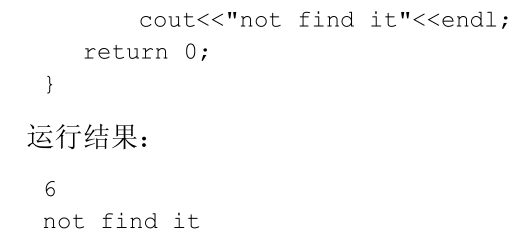 cout<<"not find it"<<endl;
return 0;
}
运行结果：
6
not find it